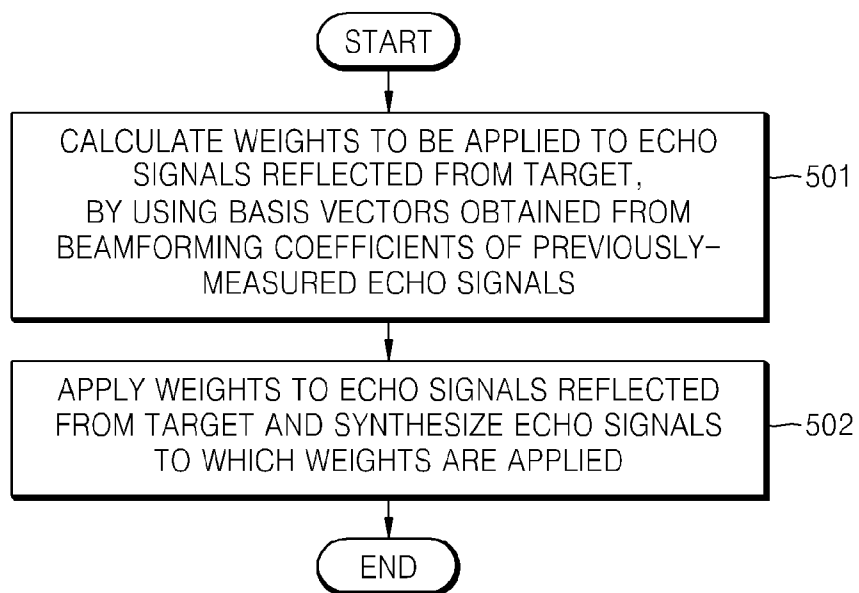 START
CALCULATE WEIGHTS TO BE APPLIED TO ECHO
SIGNALS REFLECTED FROM TARGET,
BY USING BASIS VECTORS OBTAINED FROM
BEAMFORMING COEFFICIENTS OF PREVIOUSLY-
MEASURED ECHO SIGNALS
501
APPLY WEIGHTS TO ECHO SIGNALS REFLECTED
FROM TARGET AND SYNTHESIZE ECHO SIGNALS
TO WHICH WEIGHTS ARE APPLIED
502
END